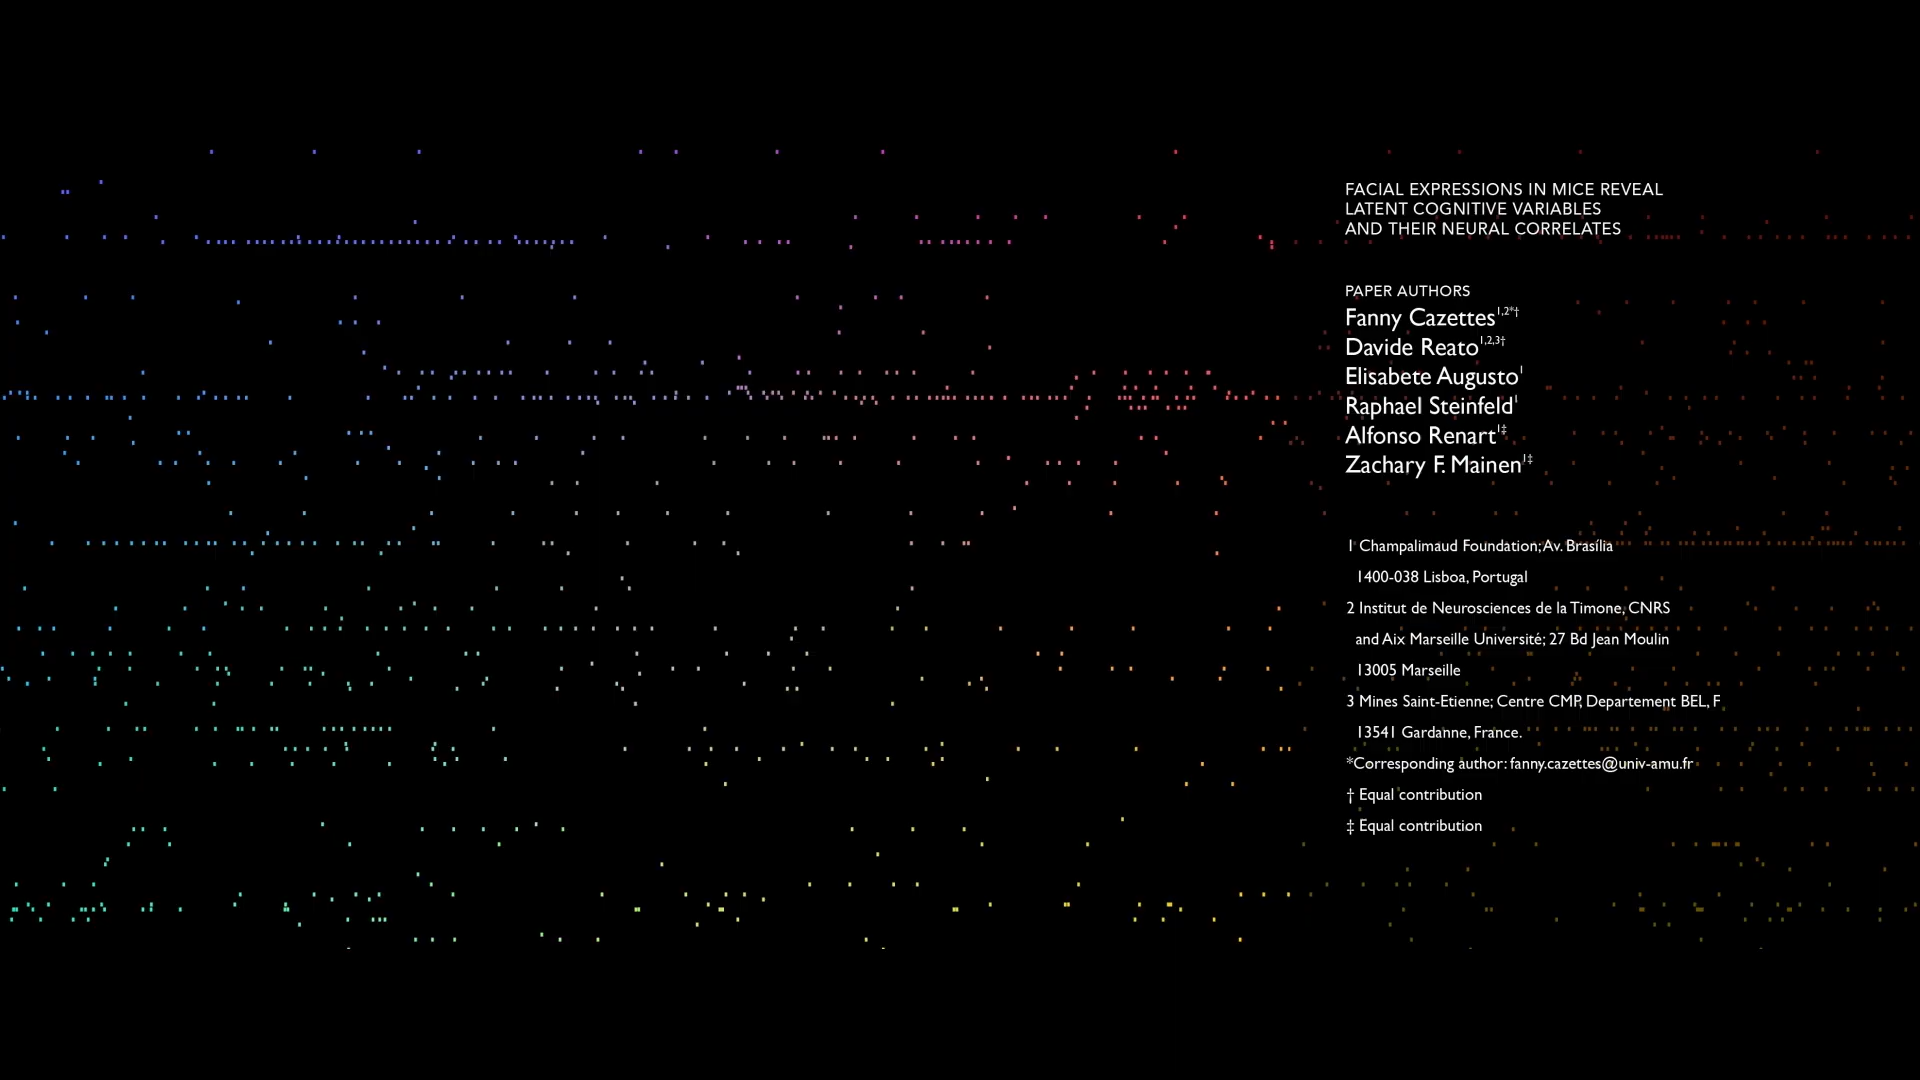 FACIAL EXPRESSIONS IN MICE REVEAL
LATENT COGNITIVE VARIABLES
AND THEIR NEURAL CORRELATES
PAPER AUTHORS
Fanny Cazettes1,2*†
Davide Reato1,2,3†
Elisabete Augusto1
Raphael Steinfeld1
Alfonso Renart1‡
Zachary F. Mainen1‡
1 Champalimaud Foundation; Av. Brasília
1400-038 Lisboa, Portugal
2 Institut de Neurosciences de la Timone, CNRS
and Aix Marseille Université; 27 Bd Jean Moulin
13005 Marseille
3 Mines Saint-Etienne; Centre CMP, Departement BEL, F
13541 Gardanne, France.
*Corresponding author: fanny.cazettes@univ-amu.fr
† Equal contribution
‡ Equal contribution